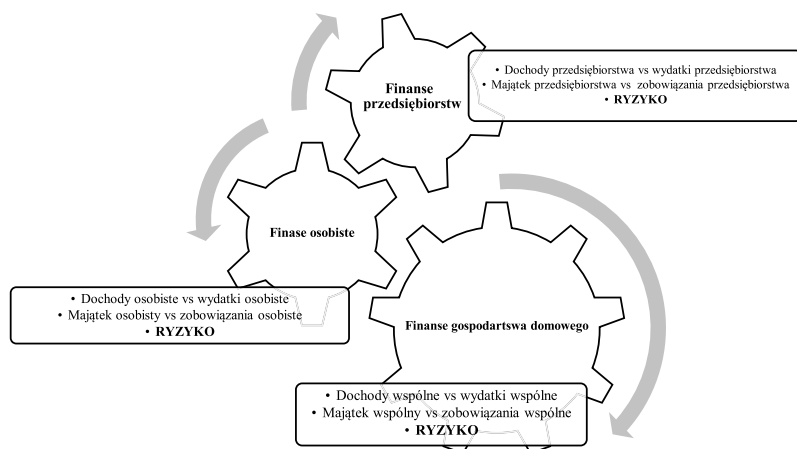 Finanse
przedsiębiorstw
• Dochody przedsiębiorstwa vs wydatki przedsiębiorstwa
• Majątek przedsiębiorstwa vs zobowiązania przedsiębiorstwa
• RYZYKO
Finase osobiste
• Dochody osobiste vs wydatki osobiste
• Majątek osobisty vs zobowiązania osobiste
• RYZYKO
Finanse gospodartswa domowego
• Dochody wspólne vs wydatki wspólne
• Majątek wspólny vs zobowiązania wspólne
• RYZYKO